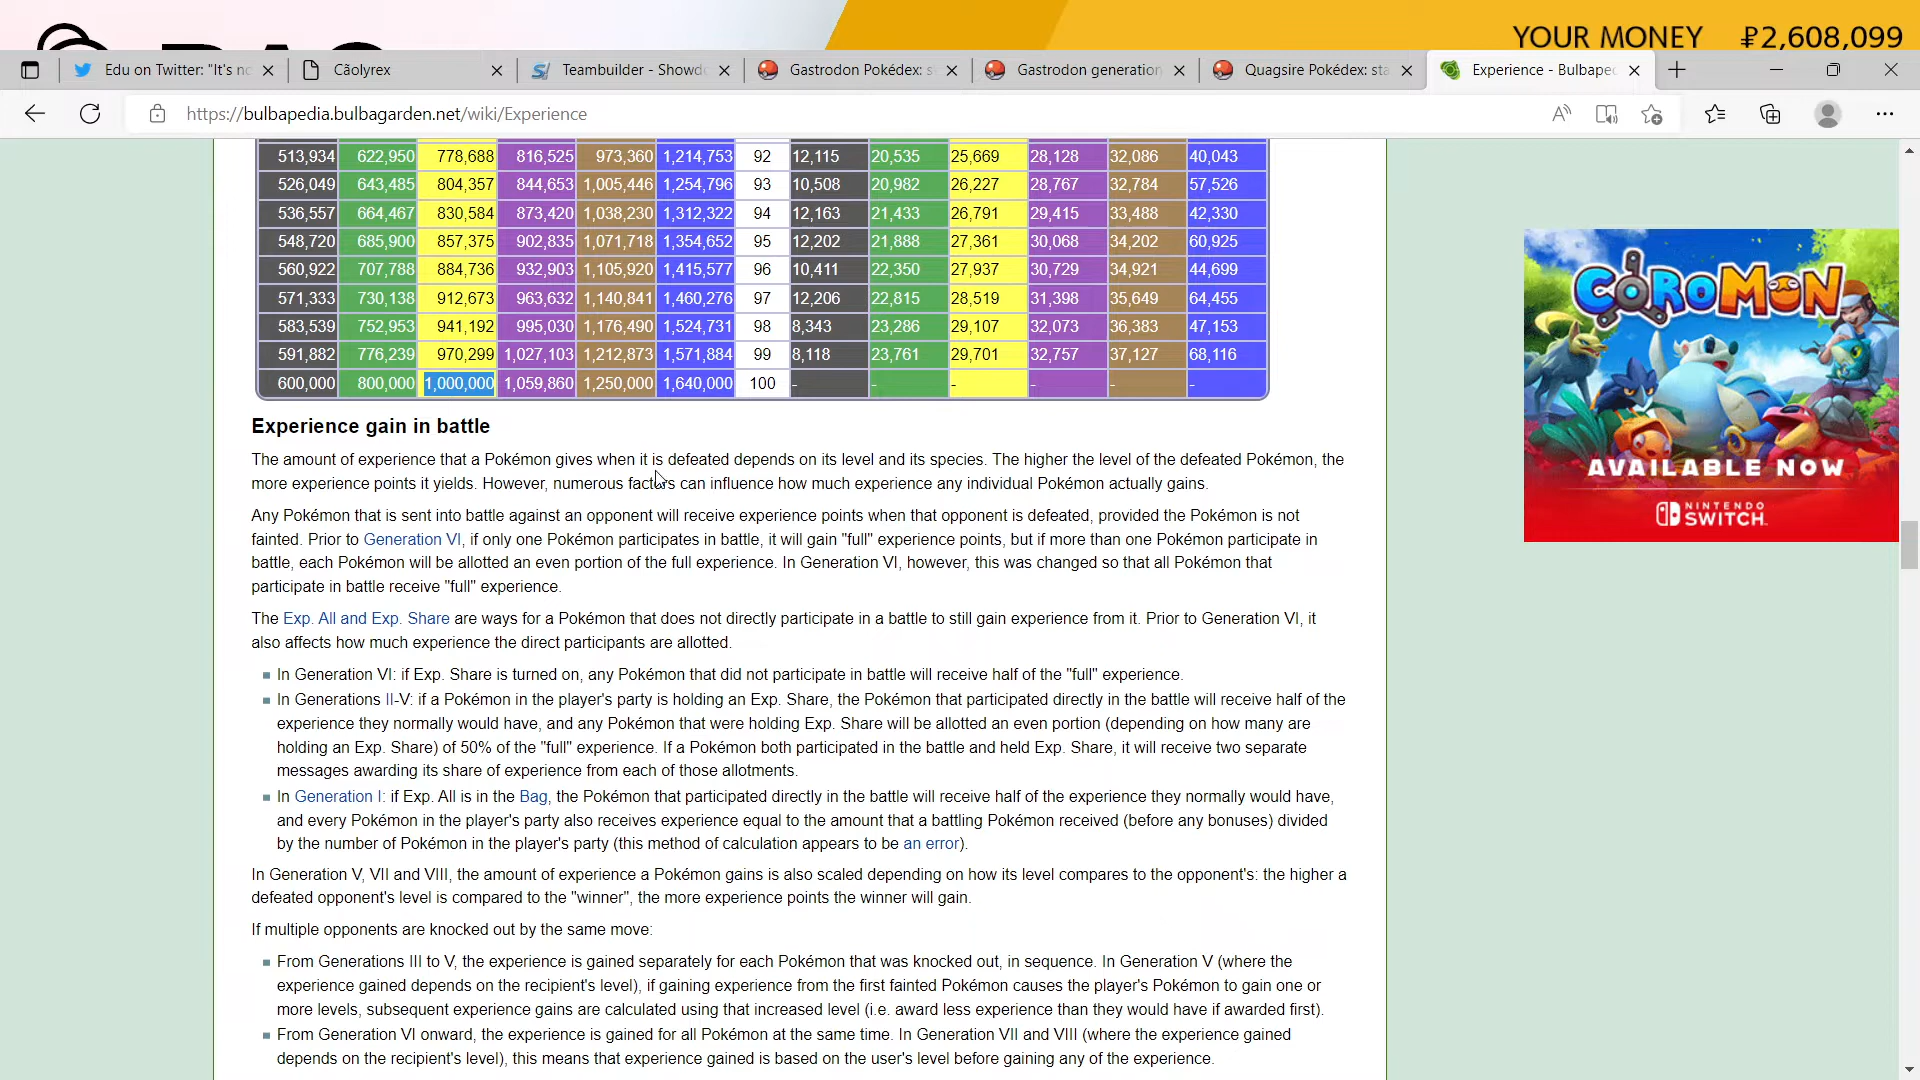 YOUR MONEY ₽2,608,099
Edu on Twitter: "It's no
Cãolyrex
Teambuilder - Showd
Gastrodon Pokédex: s
Gastrodon generation
Quagsire Pokédex: sta
Experience - Bulbape
https://bulbapedia.bulbagarden.net/wiki/Experience
513,934 622,950 778,688 816,525 973,360 1,214,753 92 12,115 20,535 25,669 28,128 32,086 40,043
526,049 643,485 804,357 844,653 1,005,446 1,254,796 93 10,508 20,982 26,227 28,767 32,784 57,526
536,557 664,467 830,584 873,420 1,038,230 1,312,322 94 12,163 21,433 26,791 29,415 33,488 42,330
548,720 685,900 857,375 902,835 1,071,718 1,354,652 95 12,202 21,888 27,361 30,068 34,202 60,925
560,922 707,788 884,736 932,903 1,105,920 1,415,577 96 10,411 22,350 27,937 30,729 34,921 44,699
571,333 730,138 912,673 963,632 1,140,841 1,460,276 97 12,206 22,815 28,519 31,398 35,649 64,455
583,539 752,953 941,192 995,030 1,176,490 1,524,731 98 8,343 23,286 29,107 32,073 36,383 47,153
591,882 776,239 970,299 1,027,103 1,212,873 1,571,884 99 8,118 23,761 29,701 32,757 37,127 68,116
600,000 800,000 1,000,000 1,059,860 1,250,000 1,640,000 100 - - - - - -
Experience gain in battle
The amount of experience that a Pokémon gives when it is defeated depends on its level and its species. The higher the level of the defeated Pokémon, the
more experience points it yields. However, numerous factors can influence how much experience any individual Pokémon actually gains.
Any Pokémon that is sent into battle against an opponent will receive experience points when that opponent is defeated, provided the Pokémon is not
fainted. Prior to Generation VI, if only one Pokémon participates in battle, it will gain "full" experience points, but if more than one Pokémon participate in
battle, each Pokémon will be allotted an even portion of the full experience. In Generation VI, however, this was changed so that all Pokémon that
participate in battle receive "full" experience.
The Exp. All and Exp. Share are ways for a Pokémon that does not directly participate in a battle to still gain experience from it. Prior to Generation VI, it
also affects how much experience the direct participants are allotted.
In Generation VI: if Exp. Share is turned on, any Pokémon that did not participate in battle will receive half of the "full" experience.
In Generations II-V: if a Pokémon in the player's party is holding an Exp. Share, the Pokémon that participated directly in the battle will receive half of the
experience they normally would have, and any Pokémon that were holding Exp. Share will be allotted an even portion (depending on how many are
holding an Exp. Share) of 50% of the "full" experience. If a Pokémon both participated in the battle and held Exp. Share, it will receive two separate
messages awarding its share of experience from each of those allotments.
In Generation I: if Exp. All is in the Bag, the Pokémon that participated directly in the battle will receive half of the experience they normally would have,
and every Pokémon in the player's party also receives experience equal to the amount that a battling Pokémon received (before any bonuses) divided
by the number of Pokémon in the player's party (this method of calculation appears to be an error).
In Generation V, VII and VIII, the amount of experience a Pokémon gains is also scaled depending on how its level compares to the opponent's: the higher a
defeated opponent's level is compared to the "winner", the more experience points the winner will gain.
If multiple opponents are knocked out by the same move:
From Generations III to V, the experience is gained separately for each Pokémon that was knocked out, in sequence. In Generation V (where the
experience gained depends on the recipient's level), if gaining experience from the first fainted Pokémon causes the player's Pokémon to gain one or
more levels, subsequent experience gains are calculated using that increased level (i.e. award less experience than they would have if awarded first).
From Generation VI onward, the experience is gained for all Pokémon at the same time. In Generation VII and VIII (where the experience gained
depends on the recipient's level), this means that experience gained is based on the user's level before gaining any of the experience.
COROMON
AVAILABLE NOW
NINTENDO
SWITCH